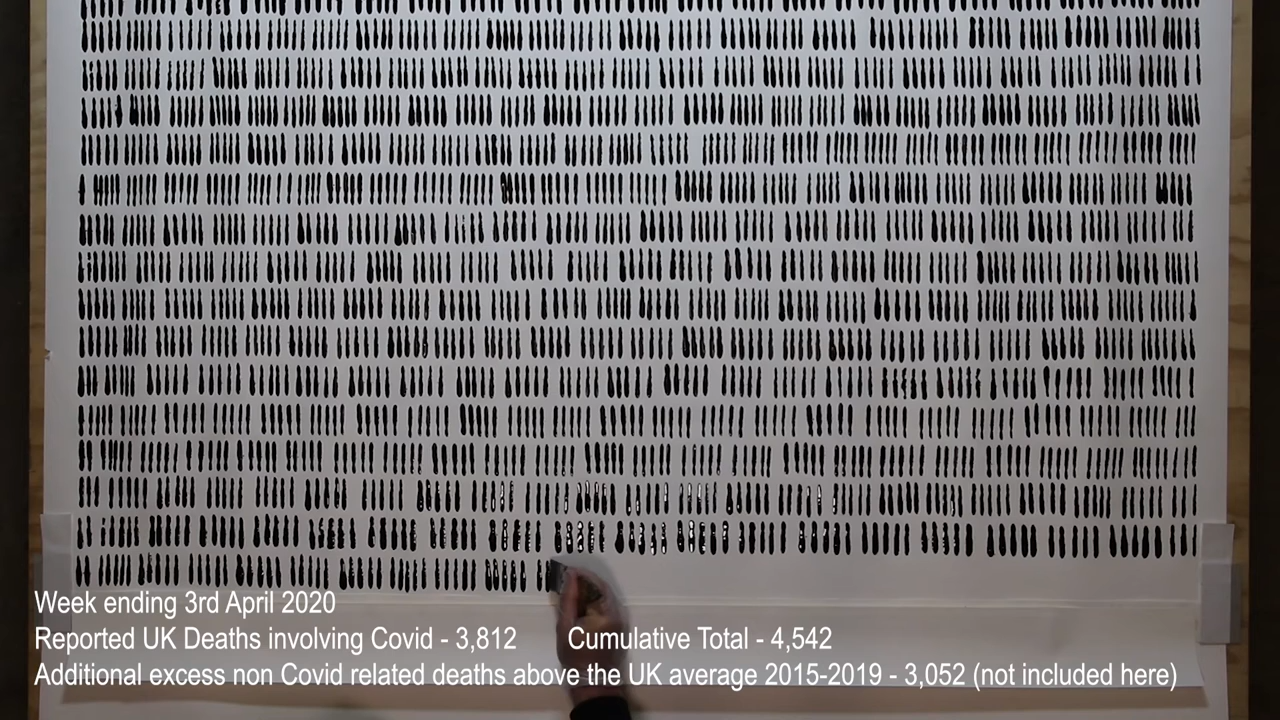 Week ending 3rd April 2020
Reported UK Deaths involving Covid - 3,812 Cumulative Total - 4,542
Additional excess non Covid related deaths above the UK average 2015-2019 - 3,052 (not included here)